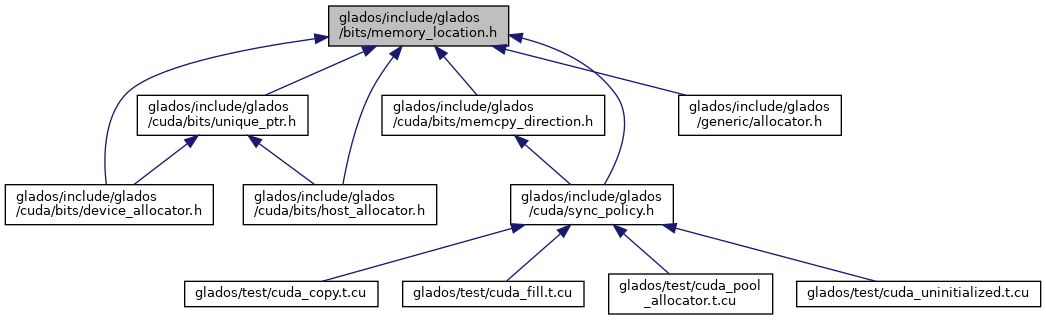 glados/include/glados
/bits/memory_location.h
glados/include/glados
/cuda/bits/unique_ptr.h
glados/include/glados
/cuda/bits/memcpy_direction.h
glados/include/glados
/generic/allocator.h
glados/include/glados
/cuda/bits/device_allocator.h
glados/include/glados
/cuda/bits/host_allocator.h
glados/include/glados
/cuda/sync_policy.h
glados/test/cuda_copy.t.cu
glados/test/cuda_fill.t.cu
glados/test/cuda_pool
_allocator.t.cu
glados/test/cuda_uninitialized.t.cu